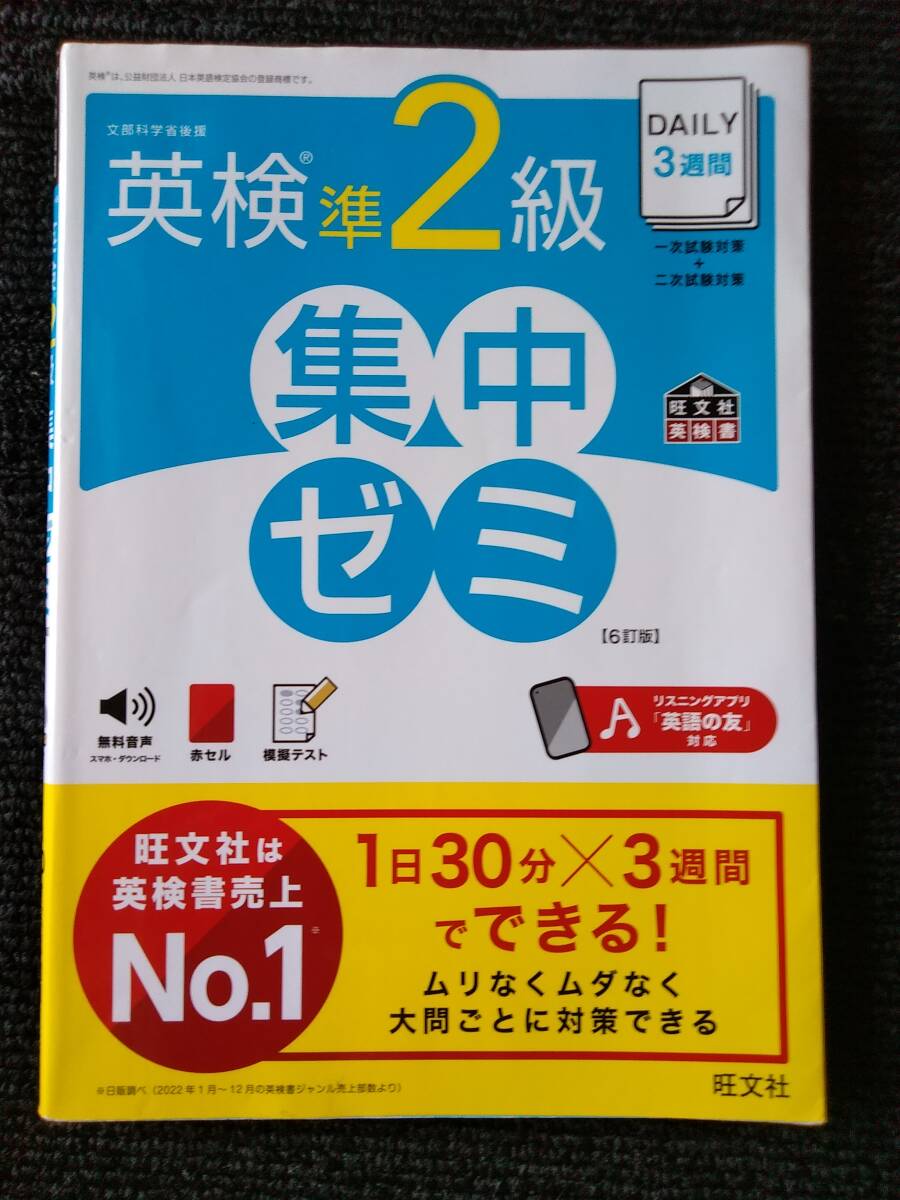 英検®は、公益財団法人 日本英語検定協会の登録商標です。
文部科学省後援
英検®準2級
DAILY
3週間
一次試験対策
+
二次試験対策
集中
ゼミ
旺文社
英検書
【6訂版】
無料音声
スマホ・ダウンロード
赤セル
模擬テスト
リスニングアプリ
「英語の友」
対応
旺文社は
英検書売上
No.1※
1日30分×3週間
でできる!
ムリなくムダなく
大問ごとに対策できる
※日販調べ（2022年1月～12月の英検書ジャンル売上部数より）
旺文社